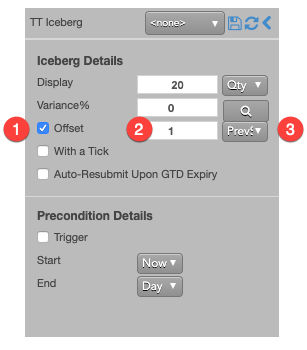 TT Iceberg <none>
Iceberg Details
Display 20 Qty
Variance% 0
1 Offset 2 1 PrevS 3
With a Tick
Auto-Resubmit Upon GTD Expiry
Precondition Details
Trigger
Start Now
End Day